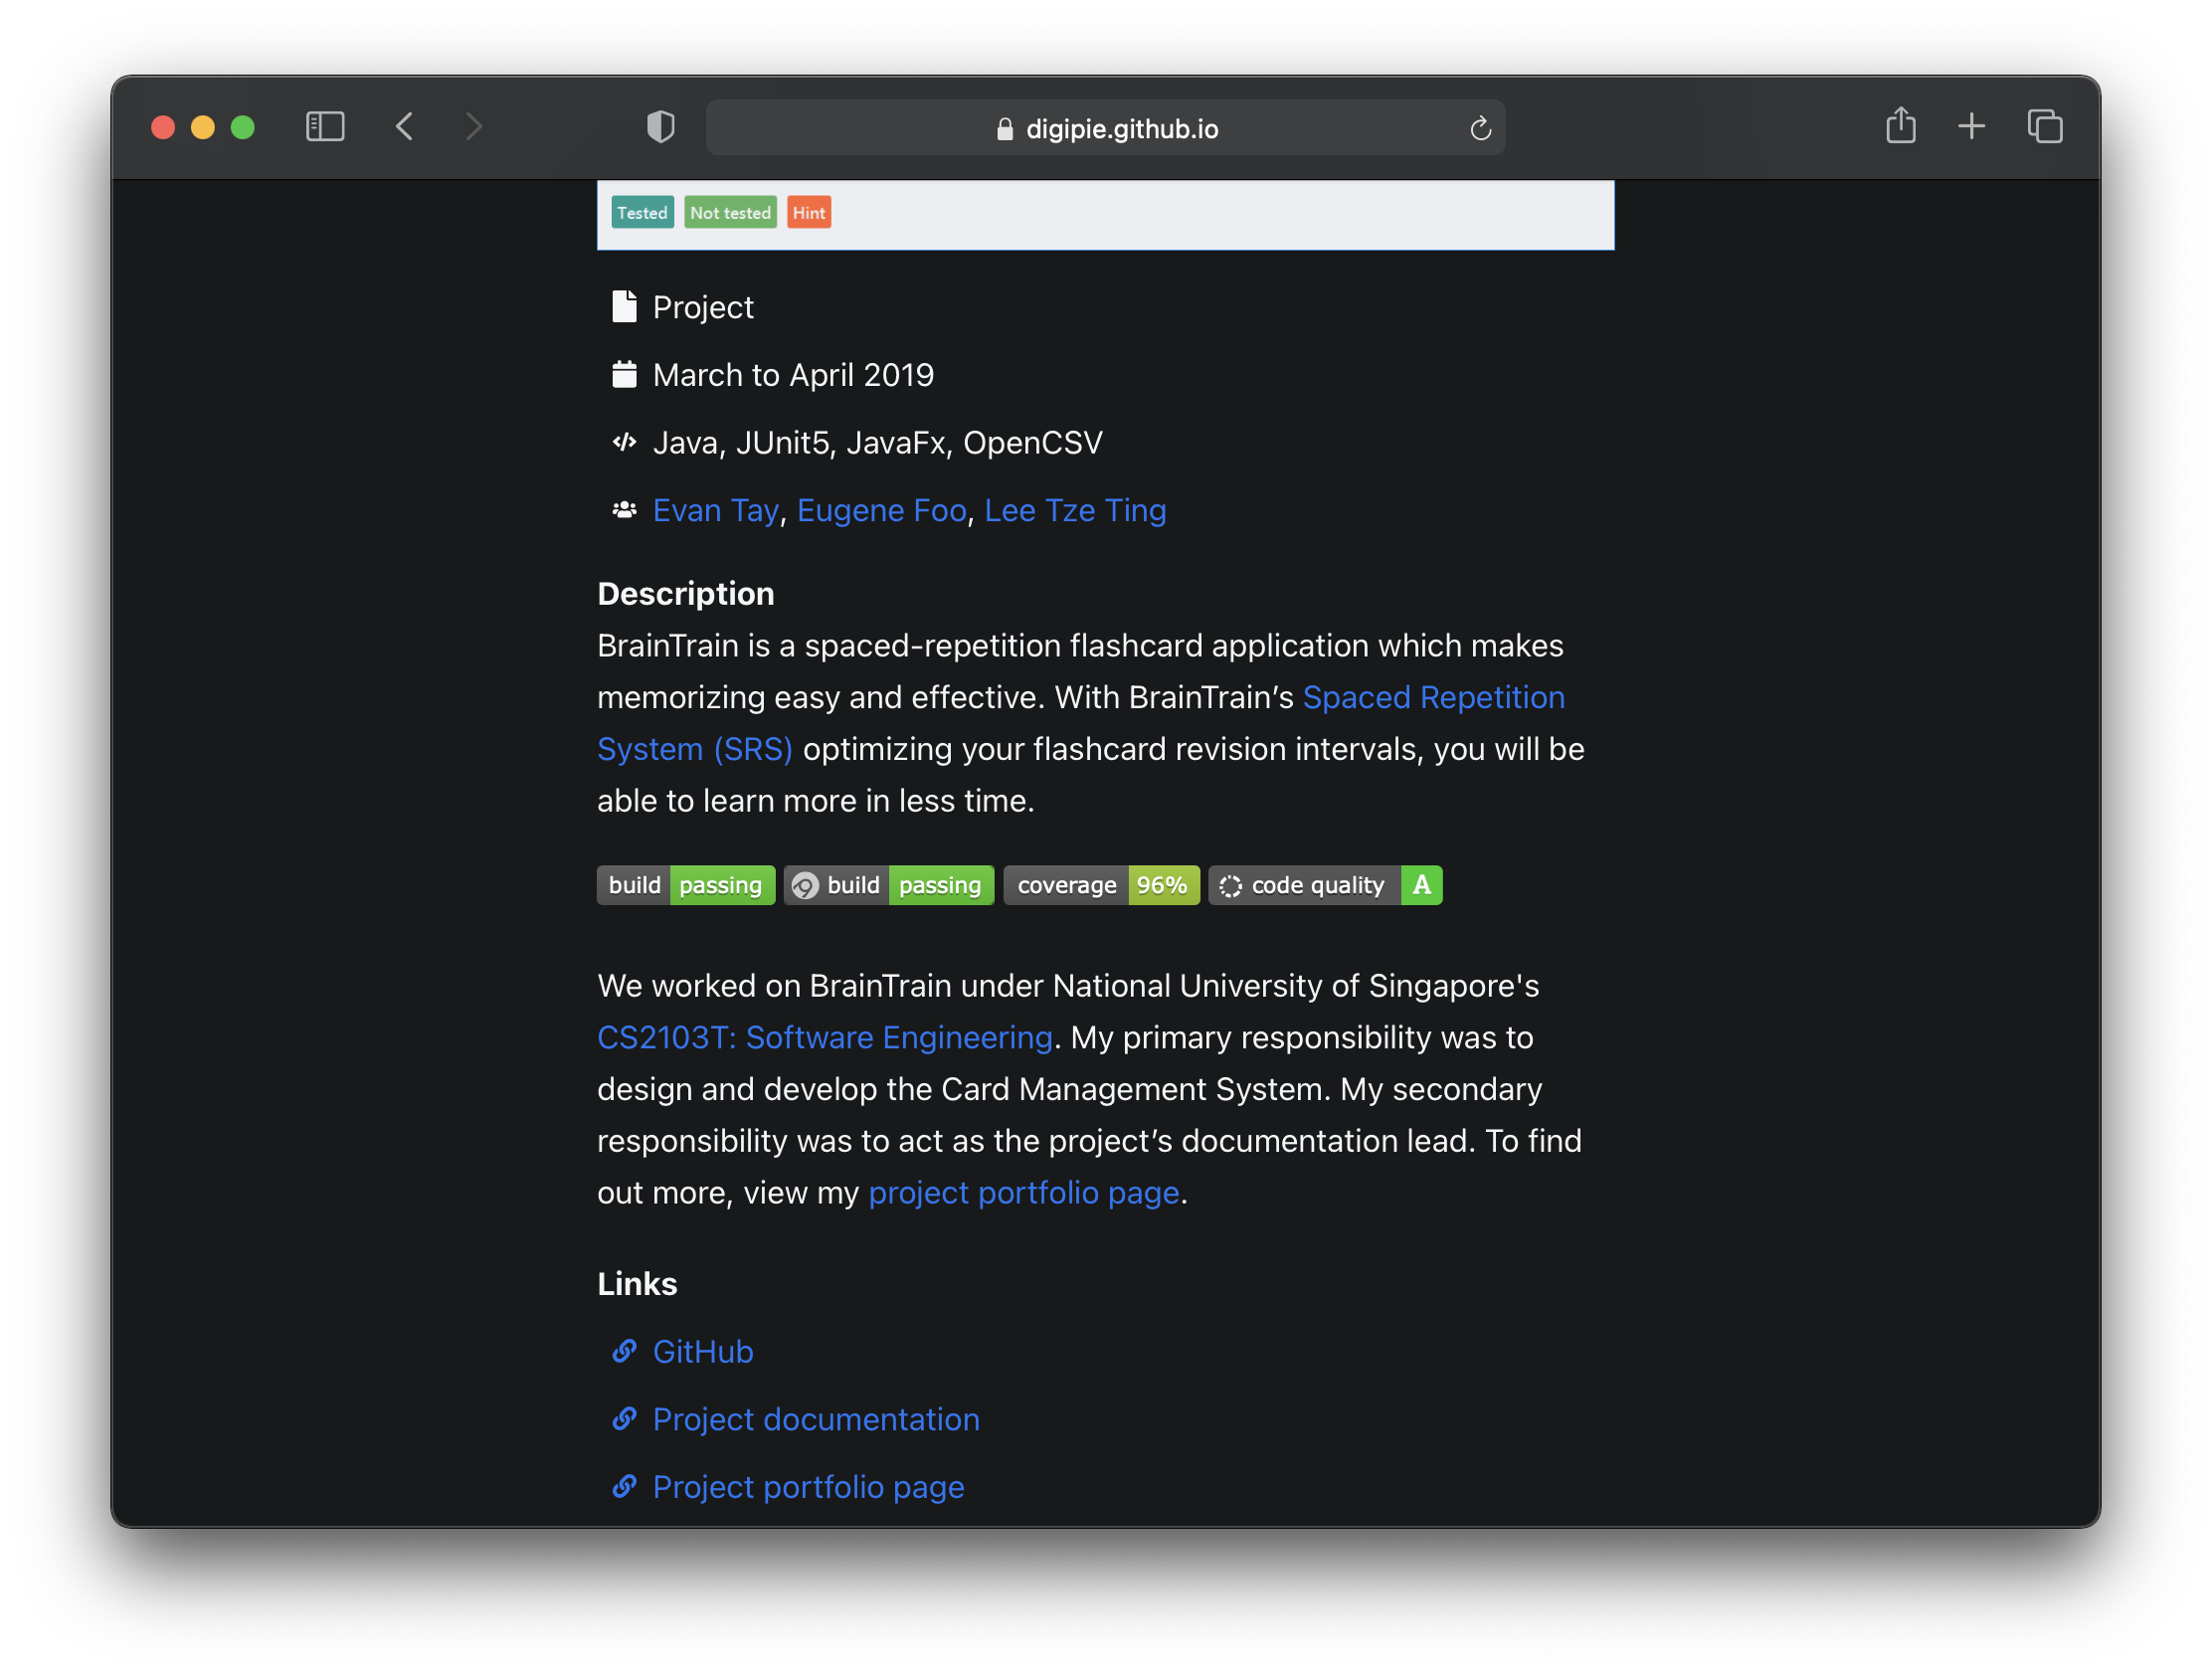 digipie.github.io
Tested Not tested Hint
Project
March to April 2019
Java, JUnit5, JavaFx, OpenCSV
Evan Tay, Eugene Foo, Lee Tze Ting
Description
BrainTrain is a spaced-repetition flashcard application which makes
memorizing easy and effective. With BrainTrain’s Spaced Repetition
System (SRS) optimizing your flashcard revision intervals, you will be
able to learn more in less time.
build passing build passing coverage 96% code quality A
We worked on BrainTrain under National University of Singapore's
CS2103T: Software Engineering. My primary responsibility was to
design and develop the Card Management System. My secondary
responsibility was to act as the project’s documentation lead. To find
out more, view my project portfolio page.
Links
GitHub
Project documentation
Project portfolio page